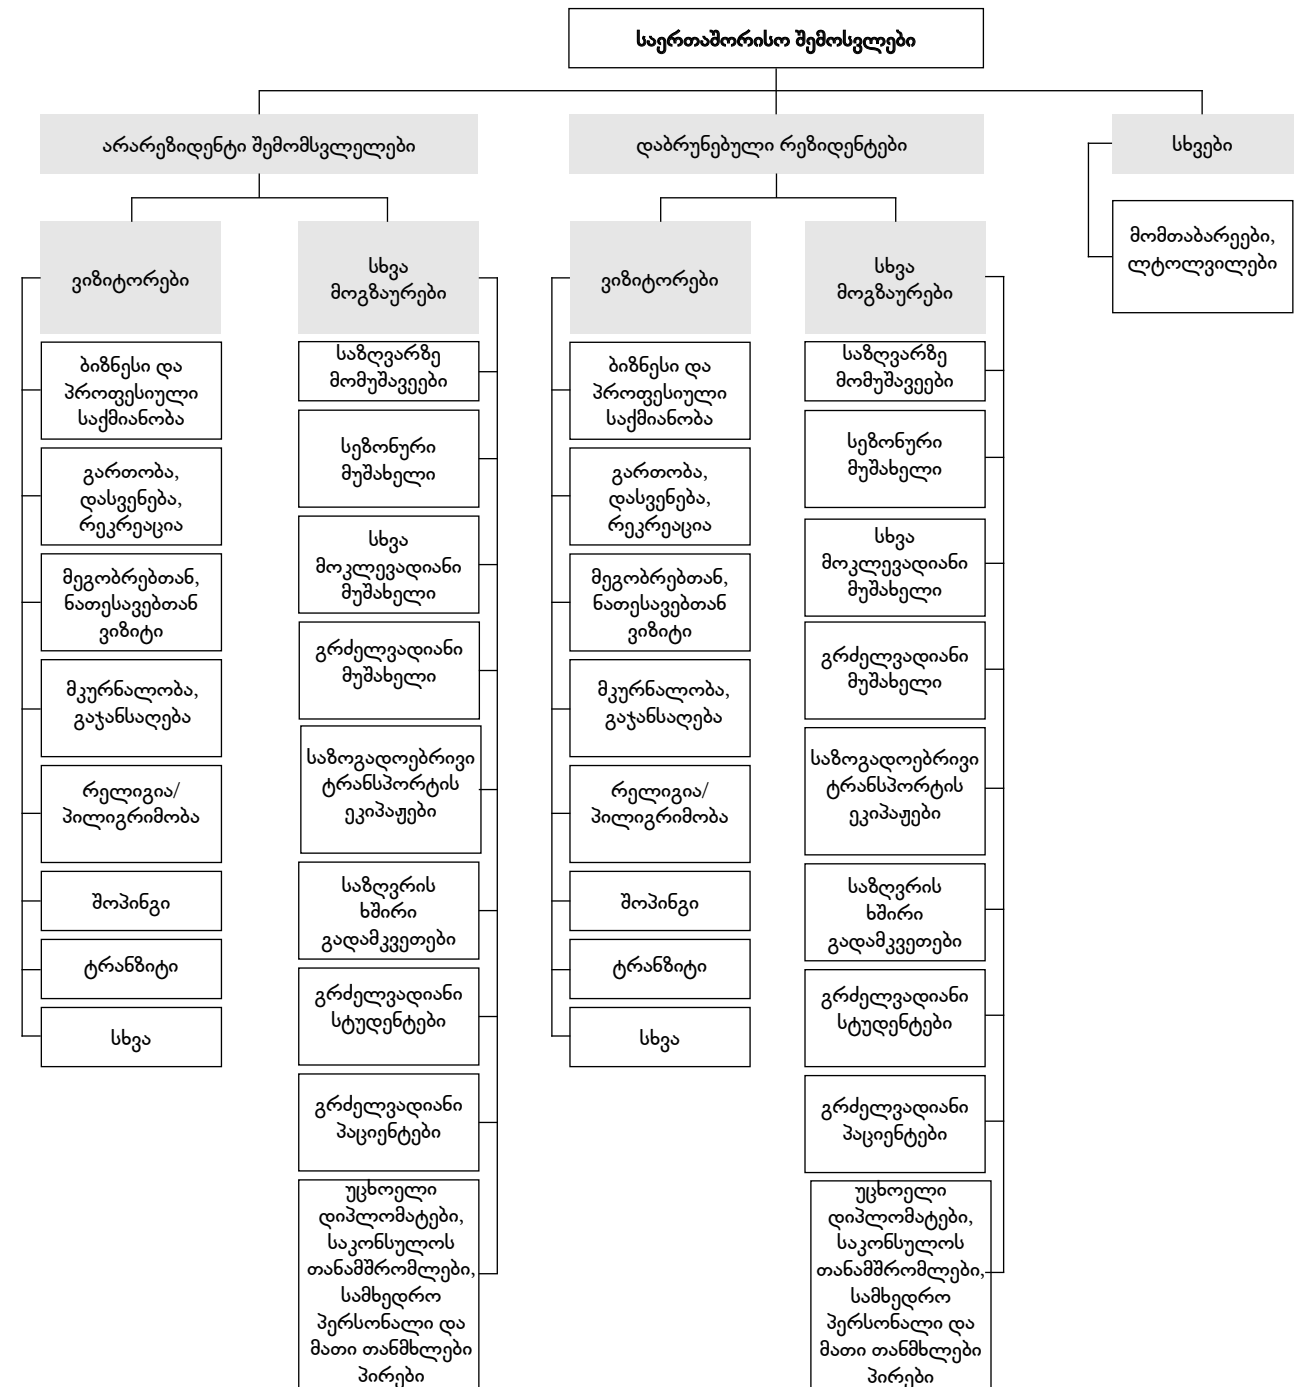 საერთაშორისო შემოსვლები
არარეზიდენტი შემომსვლელები
დაბრუნებული რეზიდენტები
სხვები
მომთაბარეები,
ლტოლვილები
ვიზიტორები
ბიზნესი და
პროფესიული
საქმიანობა
გართობა,
დასვენება,
რეკრეაცია
მეგობრებთან,
ნათესავებთან
ვიზიტი
მკურნალობა,
გაჯანსაღება
რელიგია/
პილიგრიმობა
შოპინგი
ტრანზიტი
სხვა
სხვა
მოგზაურები
საზღვარზე
მომუშავეები
სეზონური
მუშახელი
სხვა
მოკლევადიანი
მუშახელი
გრძელვადიანი
მუშახელი
საზოგადოებრივი
ტრანსპორტის
ეკიპაჟები
საზღვრის
ხშირი
გადამკვეთები
გრძელვადიანი
სტუდენტები
გრძელვადიანი
პაციენტები
უცხოელი
დიპლომატები,
საკონსულოს
თანამშრომლები,
სამხედრო
პერსონალი და
მათი თანმხლები
პირები
ვიზიტორები
ბიზნესი და
პროფესიული
საქმიანობა
გართობა,
დასვენება,
რეკრეაცია
მეგობრებთან,
ნათესავებთან
ვიზიტი
მკურნალობა,
გაჯანსაღება
რელიგია/
პილიგრიმობა
შოპინგი
ტრანზიტი
სხვა
სხვა
მოგზაურები
საზღვარზე
მომუშავეები
სეზონური
მუშახელი
სხვა
მოკლევადიანი
მუშახელი
გრძელვადიანი
მუშახელი
საზოგადოებრივი
ტრანსპორტის
ეკიპაჟები
საზღვრის
ხშირი
გადამკვეთები
გრძელვადიანი
სტუდენტები
გრძელვადიანი
პაციენტები
უცხოელი
დიპლომატები,
საკონსულოს
თანამშრომლები,
სამხედრო
პერსონალი და
მათი თანმხლები
პირები